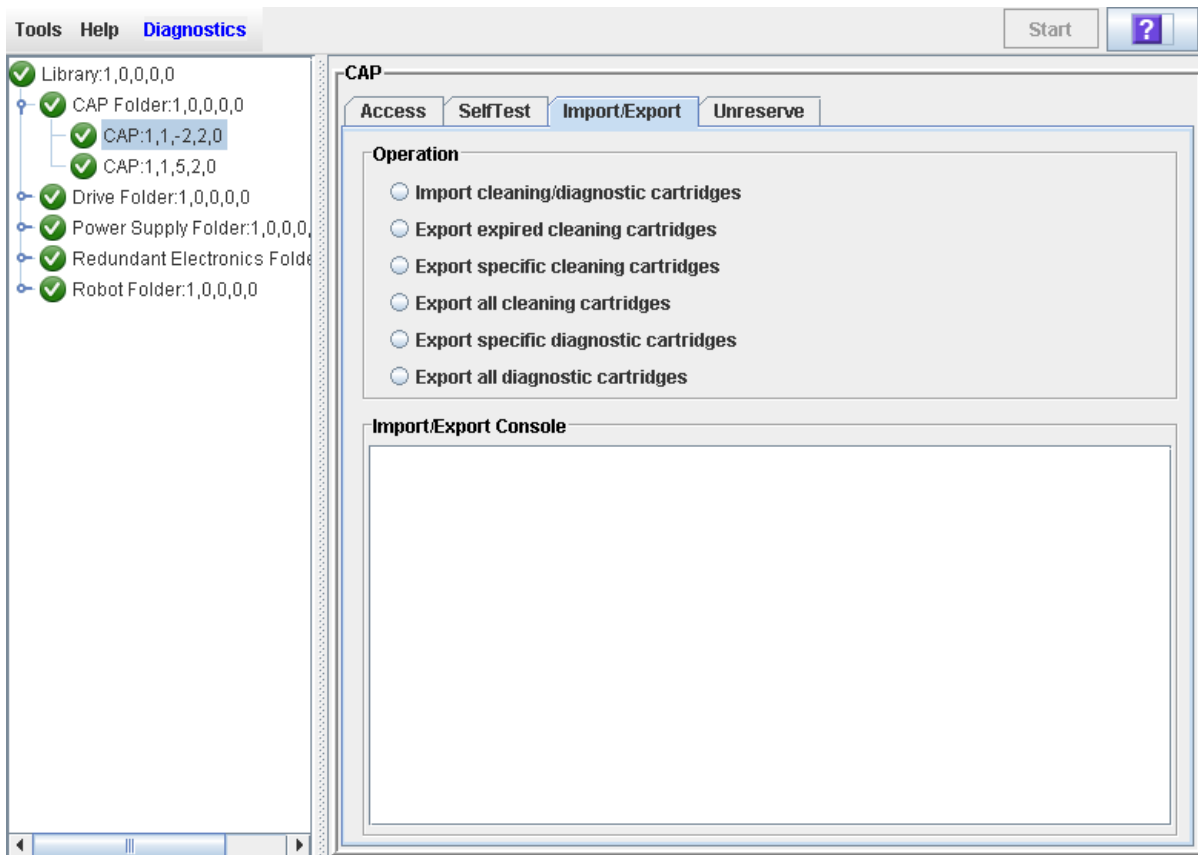 Tools Help Diagnostics
Start ?
Library:1,0,0,0,0
CAP Folder:1,0,0,0,0
CAP:1,1,-2,2,0
CAP:1,1,5,2,0
Drive Folder:1,0,0,0,0
Power Supply Folder:1,0,0,0,
Redundant Electronics Folde
Robot Folder:1,0,0,0,0
CAP
Access SelfTest Import/Export Unreserve
Operation
Import cleaning/diagnostic cartridges
Export expired cleaning cartridges
Export specific cleaning cartridges
Export all cleaning cartridges
Export specific diagnostic cartridges
Export all diagnostic cartridges
Import/Export Console